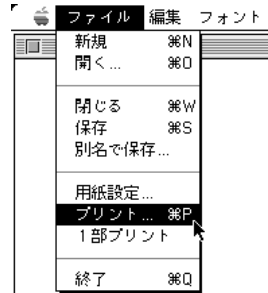 ファイル 編集 フォント
新規 ⌘N
開く... ⌘O
閉じる ⌘W
保存 ⌘S
別名で保存...
用紙設定...
プリント... ⌘P
1部プリント
終了 ⌘Q